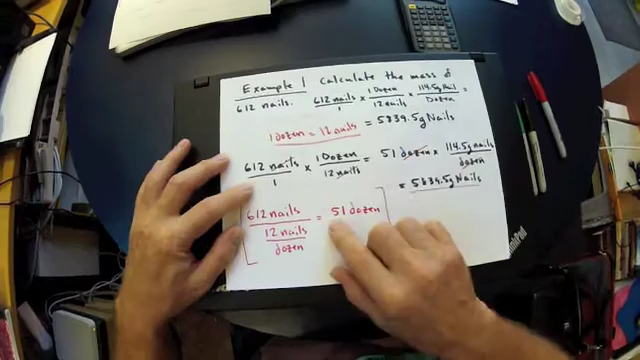 Example 1 Calculate the mass of
612 nails. 612 nails/1 x 1 Dozen/12 nails x 114.5g Nail/Dozen =
1 Dozen = 12 nails = 5839.5g Nails
612 nails/1 x 1 Dozen/12 nails = 51 dozen x 114.5g nails/dozen
= 5839.5g Nails
612 nails/12 nails/dozen = 51 dozen
ThinkPad